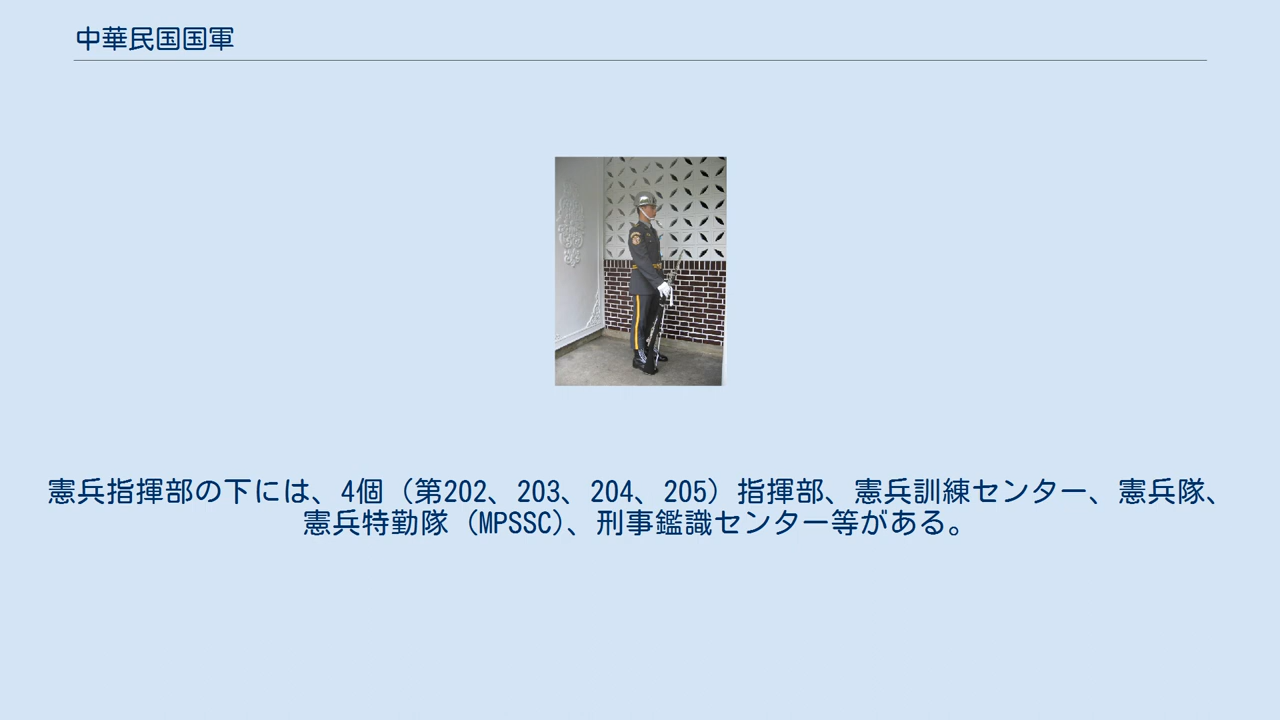 中華民国国軍
憲兵指揮部の下には、4個（第202、203、204、205）指揮部、憲兵訓練センター、憲兵隊、
憲兵特勤隊（MPSSC)、刑事鑑識センター等がある。